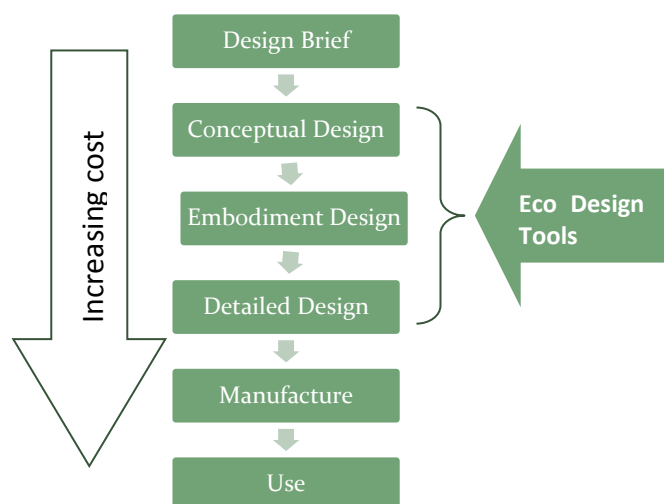 Design Brief
Conceptual Design
Embodiment Design
Detailed Design
Manufacture
Use
Increasing cost
Eco Design
Tools